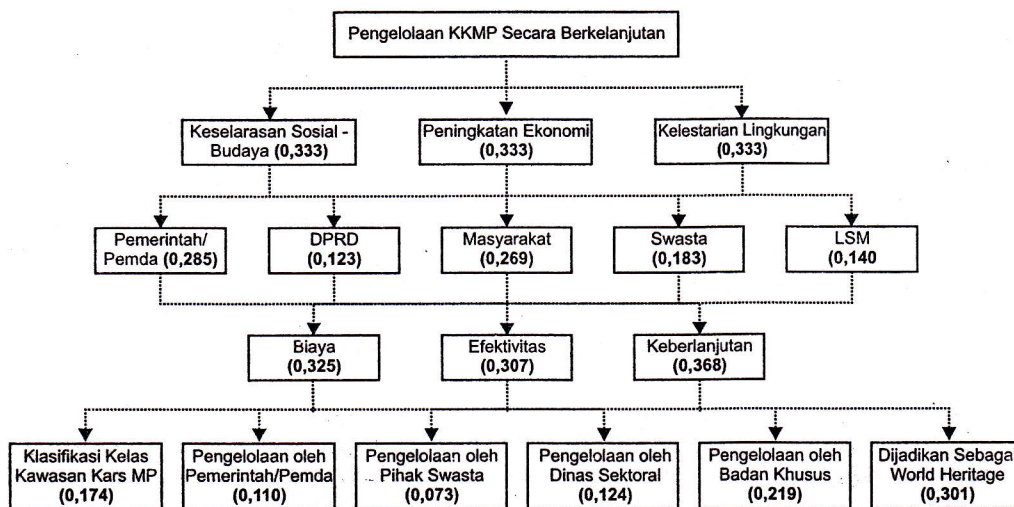 Pengelolaan KKMP Secara Berkelanjutan
Keselarasan Sosial -
Budaya (0,333)
Peningkatan Ekonomi
(0,333)
Kelestarian Lingkungan
(0,333)
Pemerintah/
Pemda (0,285)
DPRD
(0,123)
Masyarakat
(0,269)
Swasta
(0,183)
LSM
(0,140
Biaya
(0,325)
Efektivitas
(0,307)
Keberlanjutan
(0,368)
Klasifikasi Kelas
Kawasan Kars MP
(0,174)
Pengelolaan oleh
Pemerintah/Pemda
(0,110)
Pengelolaan oleh
Pihak Swasta
(0,073)
Pengelolaan oleh
Dinas Sektoral
(0,124)
Pengelolaan oleh
Badan Khusus
(0,219)
Dijadikan Sebaga
World Heritage
(0,301)